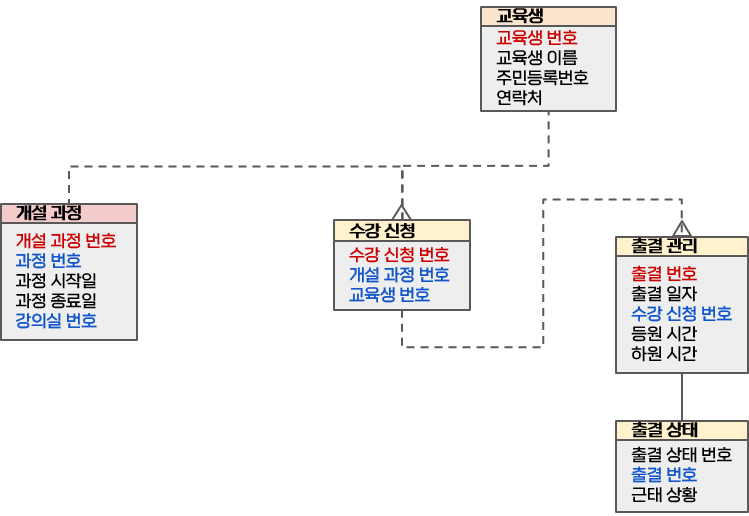 교육생
교육생 번호
교육생 이름
주민등록번호
연락처
개설 과정
개설 과정 번호
과정 번호
과정 시작일
과정 종료일
강의실 번호
수강 신청
수강 신청 번호
개설 과정 번호
교육생 번호
출결 관리
출결 번호
출결 일자
수강 신청 번호
등원 시간
하원 시간
출결 상태
출결 상태 번호
출결 번호
근태 상황